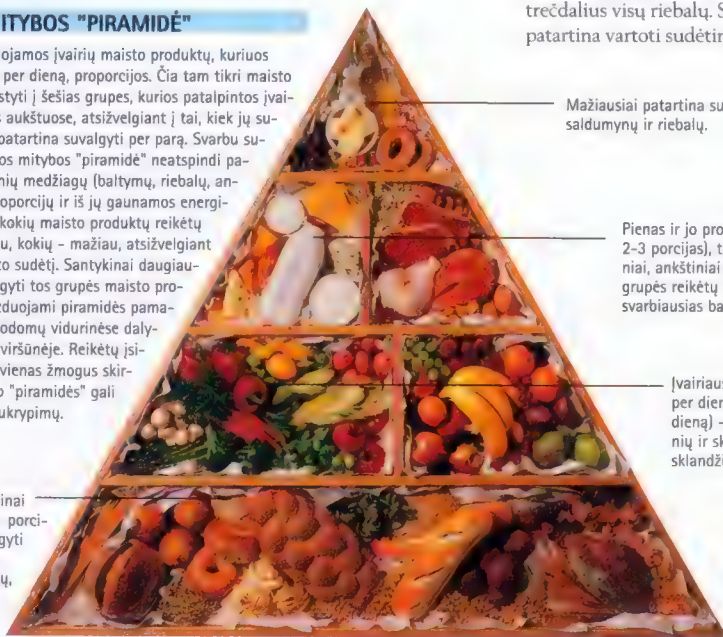 ITYBOS "PIRAMIDĖ"
ojamos įvairių maisto produktų, kuriuos
per dieną, proporcijos. Čia tam tikri maisto
styti į šešias grupes, kurios patalpintos įvai-
s aukštuose, atsižvelgiant į tai, kiek jų su-
patartina suvalgyti per parą. Svarbu su-
os mitybos "piramidė" neatspindi pa-
nių medžiagų (baltymų, riebalų, an-
oporcijų ir iš jų gaunamos energi-
kokių maisto produktų reikėtų
u, kokių – mažiau, atsižvelgiant
to sudėtį. Santykinai daugiau-
gyti tos grupės maisto pro-
zduojami piramidės pama-
odomų vidurinėse daly-
viršūnėje. Reikėtų įsi-
vienas žmogus skir-
o "piramidės" gali
ukrypimų.
inai
porci-
gyti
ų,
trečdalius visų riebalų. S
patartina vartoti sudėtin
Mažiausiai patartina su
saldumynų ir riebalų.
Pienas ir jo pro
2-3 porcijas), t
niai, ankštiniai
grupės reikėtų
svarbiausias ba
Įvairiaus
per dien
dieną) –
nių ir sk
sklandži